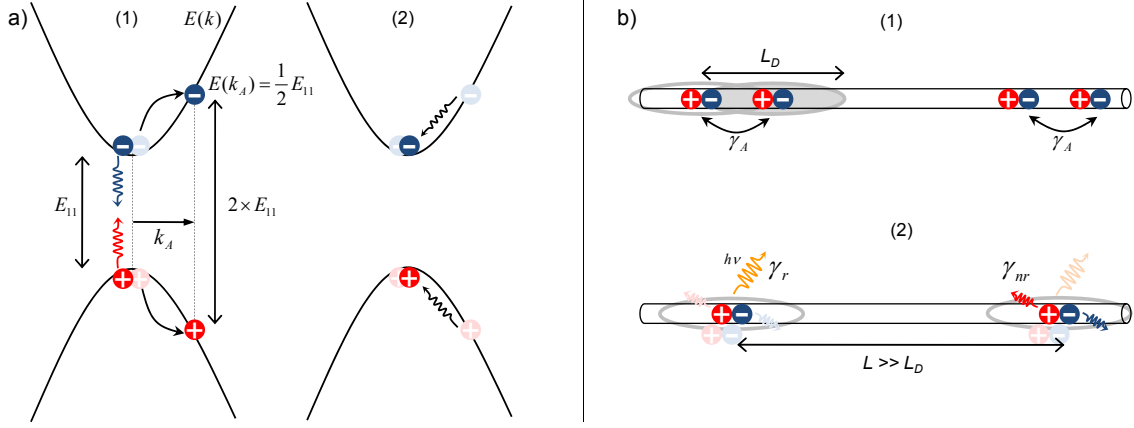 a)
(1)
E(k)
(2)
E(k_A) = 1/2 E_11
−
−
−
−
E_11
2 × E_11
k_A
+
+
+
+
b)
(1)
L_D
+ − + −
+ − + −
γ_A
γ_A
(2)
hν
γ_r
γ_nr
+ −
+ −
+ −
+ −
L >> L_D